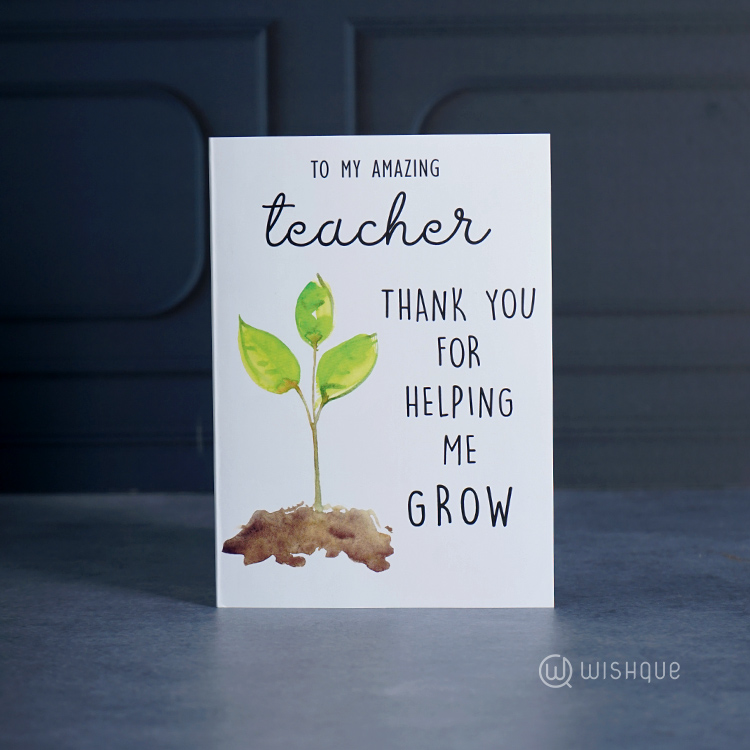 TO MY AMAZING
teacher
THANK YOU
FOR
HELPING
ME
GROW
WISHQUE